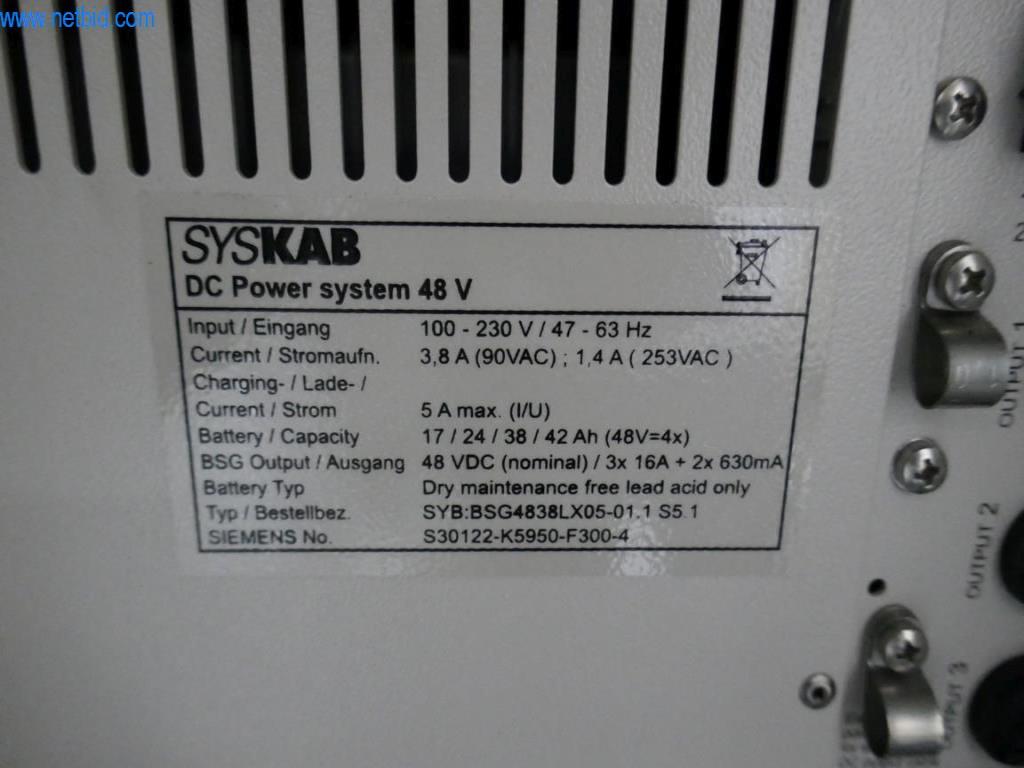 www.netbid.com
SYSKAB
DC Power system 48 V
Input / Eingang 100 - 230 V / 47 - 63 Hz
Current / Stromaufn. 3,8 A (90VAC) ; 1,4 A ( 253VAC )
Charging- / Lade- /
Current / Strom 5 A max. (I/U)
Battery / Capacity 17 / 24 / 38 / 42 Ah (48V=4x)
BSG Output / Ausgang 48 VDC (nominal) / 3x 16A + 2x 630mA
Battery Typ Dry maintenance free lead acid only
Typ / Bestellbez. SYB:BSG4838LX05-01.1 S5.1
SIEMENS No. S30122-K5950-F300-4
2
OUTPUT 1
OUTPUT 2
OUTPUT 3